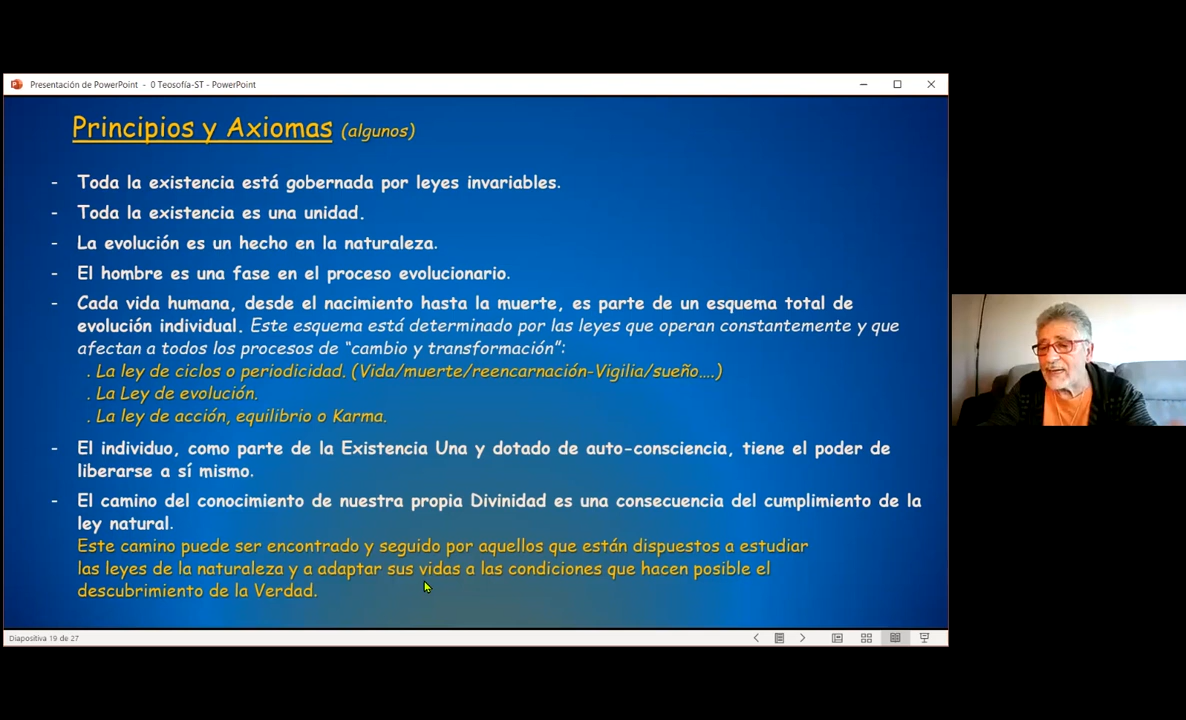 Presentación de PowerPoint - 0 Teosofía-ST - PowerPoint
Principios y Axiomas (algunos)
- Toda la existencia está gobernada por leyes invariables.
- Toda la existencia es una unidad.
- La evolución es un hecho en la naturaleza.
- El hombre es una fase en el proceso evolucionario.
- Cada vida humana, desde el nacimiento hasta la muerte, es parte de un esquema total de
evolución individual. Este esquema está determinado por las leyes que operan constantemente y que
afectan a todos los procesos de “cambio y transformación”:
. La ley de ciclos o periodicidad. (Vida/muerte/reencarnación-Vigilia/sueño....)
. La Ley de evolución.
. La ley de acción, equilibrio o Karma.
- El individuo, como parte de la Existencia Una y dotado de auto-consciencia, tiene el poder de
liberarse a sí mismo.
- El camino del conocimiento de nuestra propia Divinidad es una consecuencia del cumplimiento de la
ley natural.
Este camino puede ser encontrado y seguido por aquellos que están dispuestos a estudiar
las leyes de la naturaleza y a adaptar sus vidas a las condiciones que hacen posible el
descubrimiento de la Verdad.
Diapositiva 19 de 27